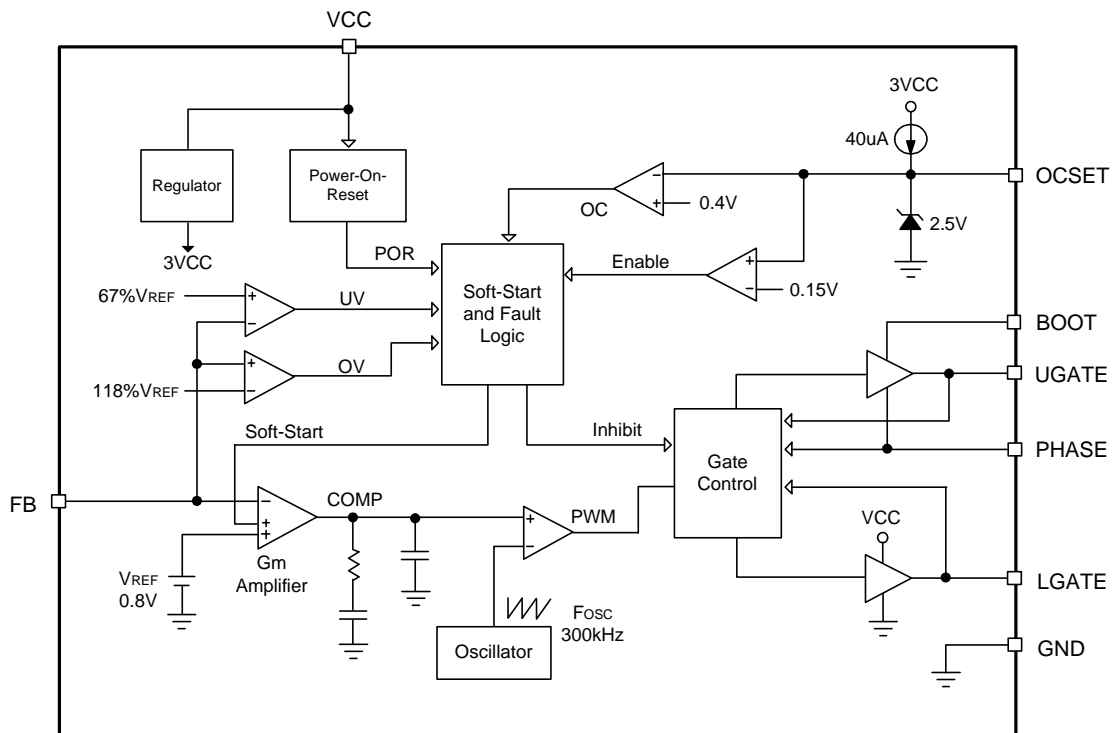 VCC
3VCC
40uA
OCSET
Regulator
Power-On-
Reset
-
+
OC
0.4V
2.5V
3VCC
POR
Enable
+
-
0.15V
67%VREF
+
-
UV
Soft-Start
and Fault
Logic
BOOT
118%VREF
+
-
OV
UGATE
Soft-Start
Inhibit
PHASE
Gate
Control
FB
-
+
+
COMP
+
-
PWM
VCC
Gm
Amplifier
VREF
0.8V
LGATE
FOSC
300kHz
Oscillator
GND